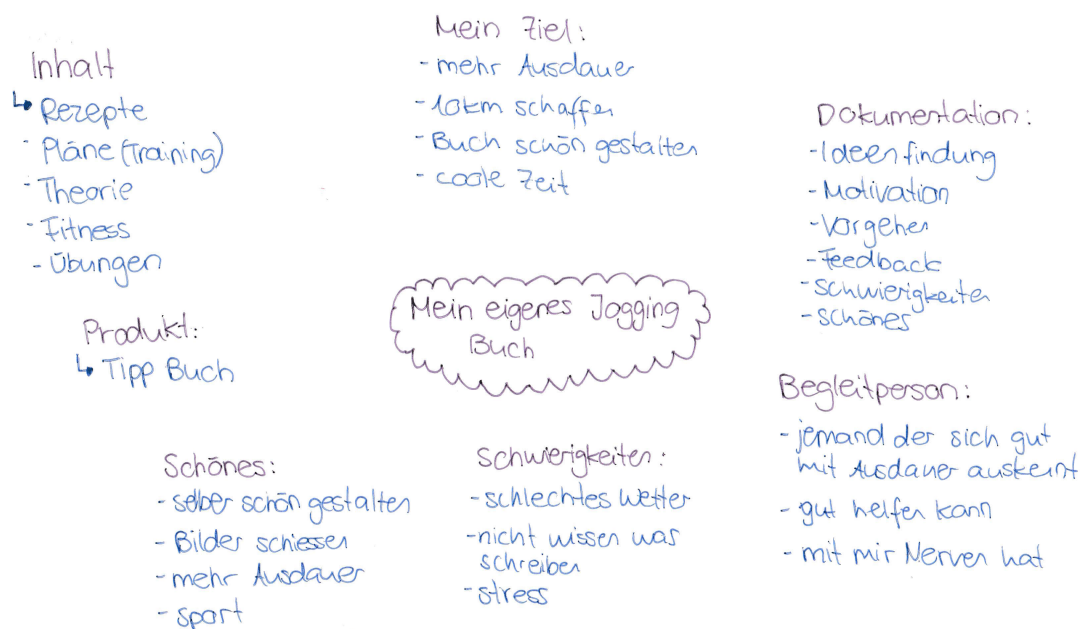 Mein Ziel:
- mehr Ausdauer
- 10km schaffen
- Buch schön gestalten
- coole Zeit
Inhalt
↳ Rezepte
- Pläne (Training)
- Theorie
- Fitness
- Übungen
Dokumentation:
- Ideenfindung
- Motivation
- Vorgehen
- Feedback
- schwierigkeiten
- schönes
Mein eigenes Jogging
Buch
Produkt:
↳ Tipp Buch
Begleitperson:
- jemand der sich gut
mit Ausdauer auskennt
- gut helfen kann
- mit mir Nerven hat
Schönes:
- selber schön gestalten
- Bilder schiessen
- mehr Ausdauer
- Sport
Schwierigkeiten:
- schlechtes Wetter
- nicht wissen was
schreiben
- stress